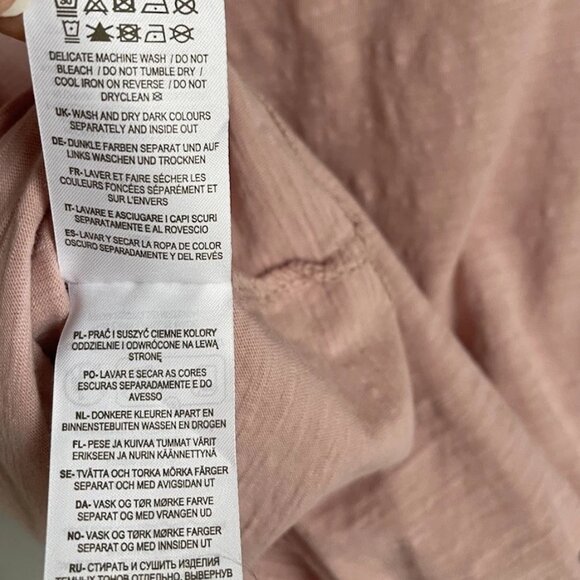 30
DELICATE MACHINE WASH / DO NOT
BLEACH / DO NOT TUMBLE DRY /
COOL IRON ON REVERSE / DO NOT
DRYCLEAN
UK- WASH AND DRY DARK COLOURS
SEPARATELY AND INSIDE OUT
DE- DUNKLE FARBEN SEPARAT UND AUF
LINKS WASCHEN UND TROCKNEN
FR- LAVER ET FAIRE SÉCHER LES
COULEURS FONCÉES SÉPARÉMENT ET
SUR L'ENVERS
IT- LAVARE E ASCIUGARE I CAPI SCURI
SEPARATAMENTE E AL ROVESCIO
ES- LAVAR Y SECAR LA ROPA DE COLOR
OSCURO SEPARADAMENTE Y DEL REVÉS
PL- PRAĆ I SUSZYĆ CIEMNE KOLORY
ODDZIELNIE I ODWRÓCONE NA LEWĄ
STRONĘ
PO- LAVAR E SECAR AS CORES
ESCURAS SEPARADAMENTE E DO
AVESSO
NL- DONKERE KLEUREN APART EN
BINNENSTEBUITEN WASSEN EN DROGEN
FL- PESE JA KUIVAA TUMMAT VÄRIT
ERIKSEEN JA NURIN KÄÄNNETTYNÄ
SE- TVÄTTA OCH TORKA MÖRKA FÄRGER
SEPARAT OCH MED AVIGSIDAN UT
DA- VASK OG TØR MØRKE FARVE
SEPARAT OG MED VRANGEN UD
NO- VASK OG TØRK MØRKE FARGER
SEPARAT OG MED INNSIDEN UT
RU- СТИРАТЬ И СУШИТЬ ИЗДЕЛИЯ
ТЕМНЫХ ТОНОВ ОТДЕЛЬНО, ВЫВЕРНУВ